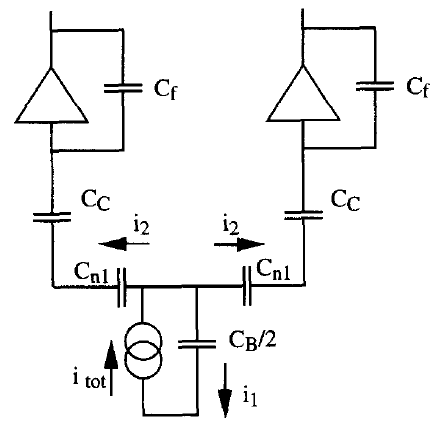 C_f C_f
C_C C_C
i_2 i_2
C_n1 C_n1
C_B/2
i_tot
i_1